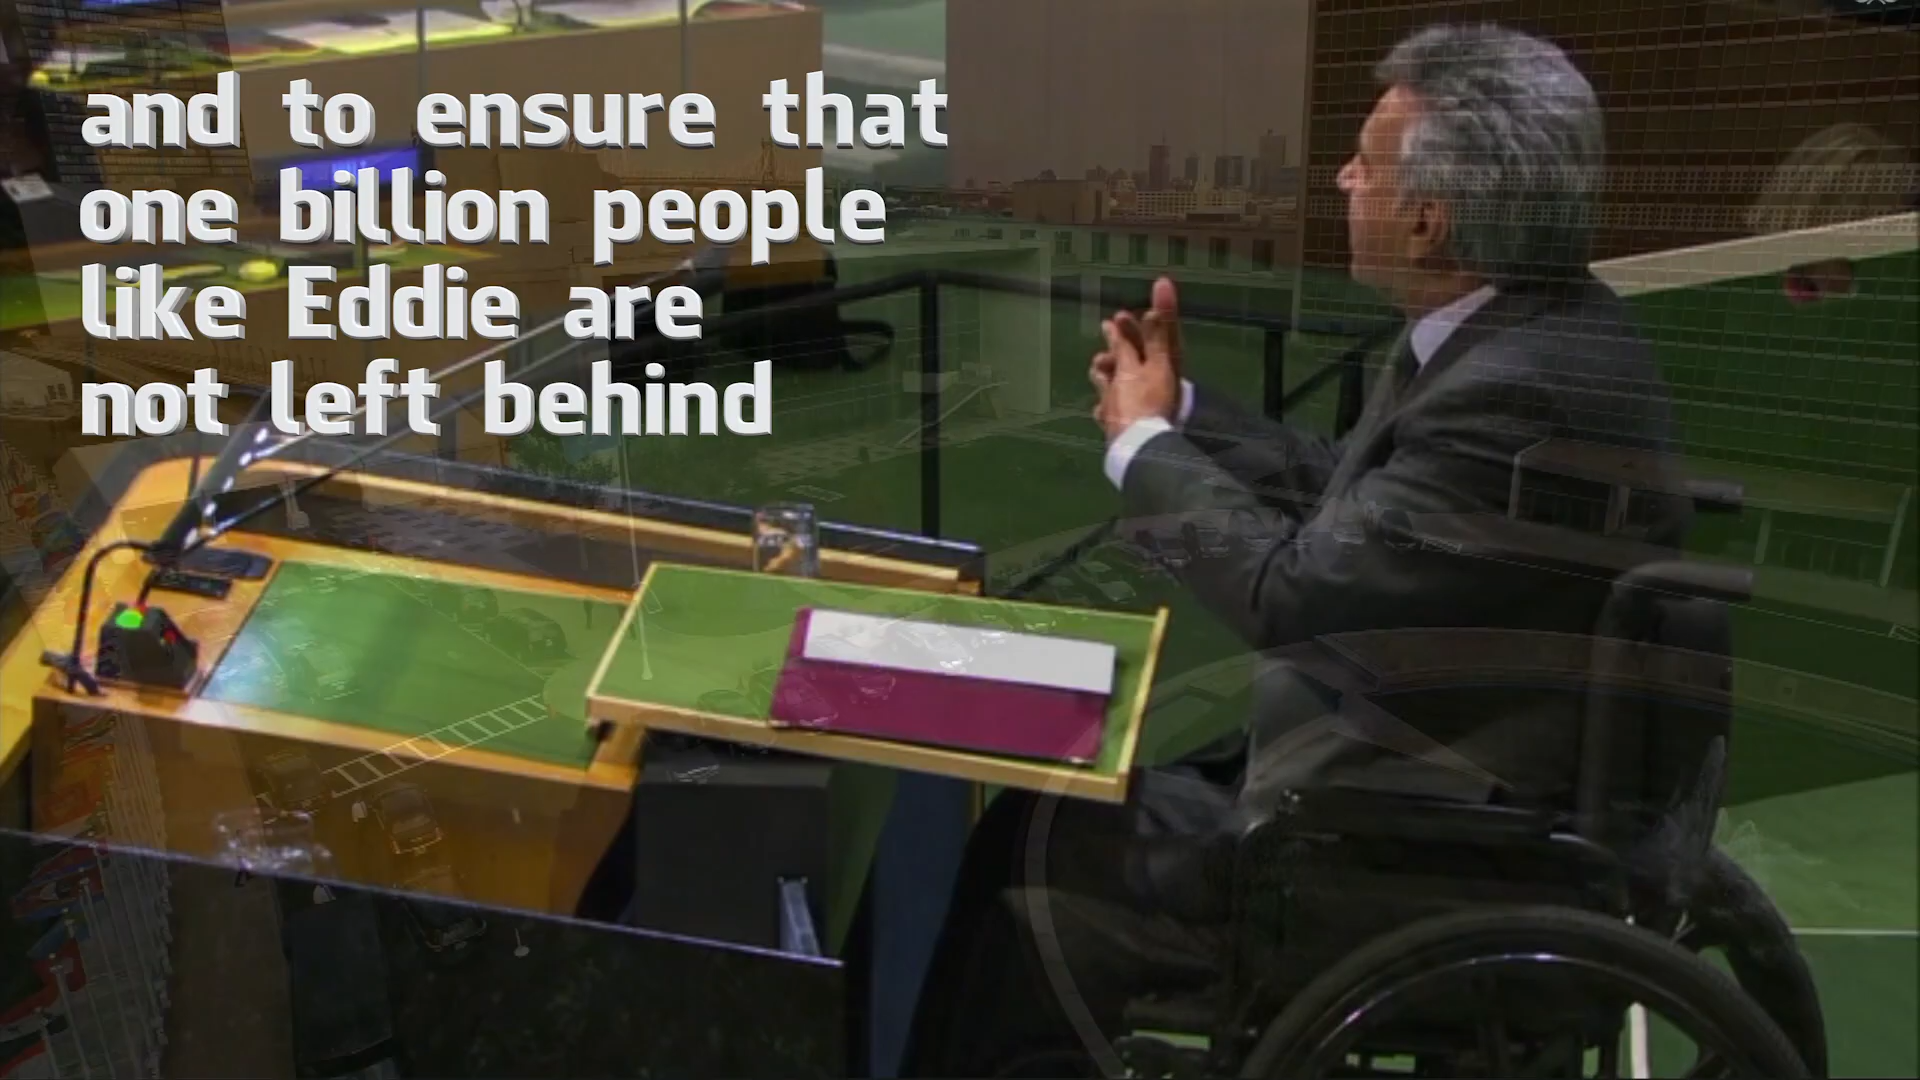 and to ensure that
one billion people
like Eddie are
not left behind